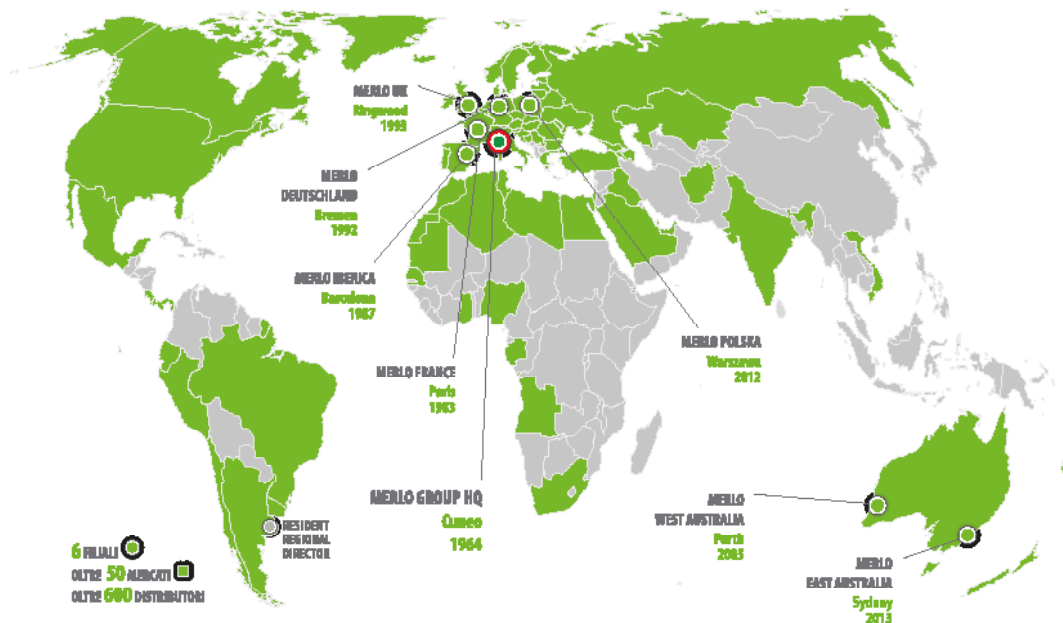 MERLO UK
Ringwood
1993
MERLO
DEUTSCHLAND
Bremen
1992
MERLO IBERICA
Barcelona
1987
MERLO FRANCE
Paris
1983
MERLO GROUP HQ
Cuneo
1964
MERLO POLSKA
Warszawa
2012
MERLO
WEST AUSTRALIA
Perth
2005
MERLO
EAST AUSTRALIA
Sydney
2013
RESIDENT
REGIONAL
DIRECTOR
6 FILIALI
OLTRE 50 MERCATI
OLTRE 600 DISTRIBUTORI